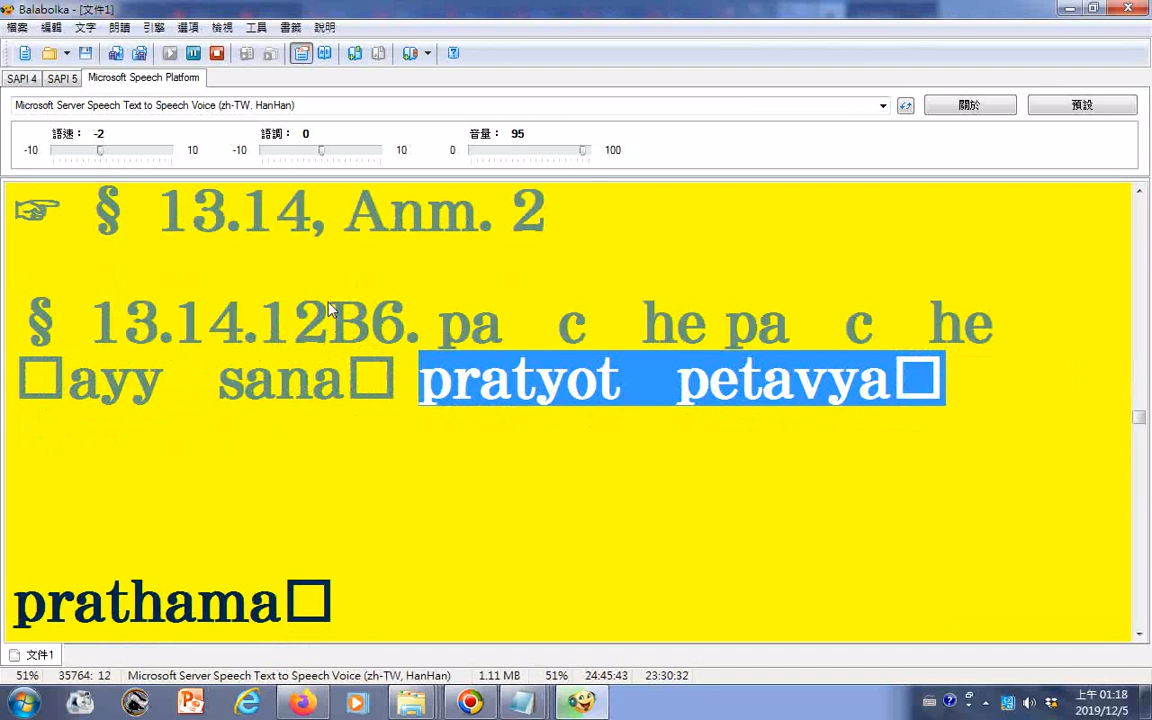 Balabolka - [文件1]
檔案 編輯 文字 朗讀 引擎 選項 檢視 工具 書籤 說明
SAPI 4 SAPI 5 Microsoft Speech Platform
Microsoft Server Speech Text to Speech Voice (zh-TW, HanHan) 關於 預設
語速： -2 語調： 0 音量： 95
-10 10 -10 10 0 100
☞ § 13.14, Anm. 2
§ 13.14.12B6. pa c he pa c he
□ayy sana□ pratyot petavya□
prathama□
文件1
51% 35764: 12 Microsoft Server Speech Text to Speech Voice (zh-TW, HanHan) 1.11 MB 51% 24:45:43 23:30:32
上午 01:18
2019/12/5